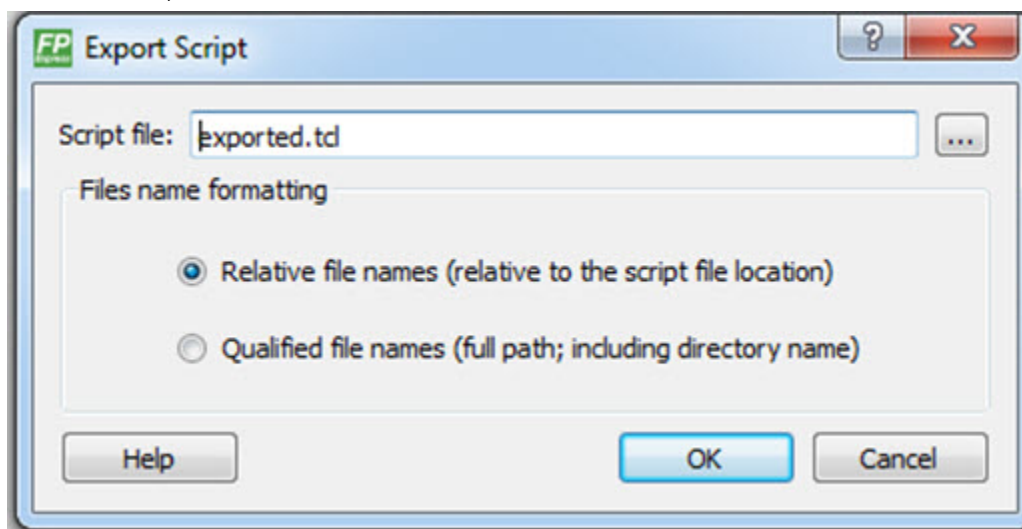 FP Express Export Script
Script file: exported.tcl ...
Files name formatting
Relative file names (relative to the script file location)
Qualified file names (full path; including directory name)
Help OK Cancel